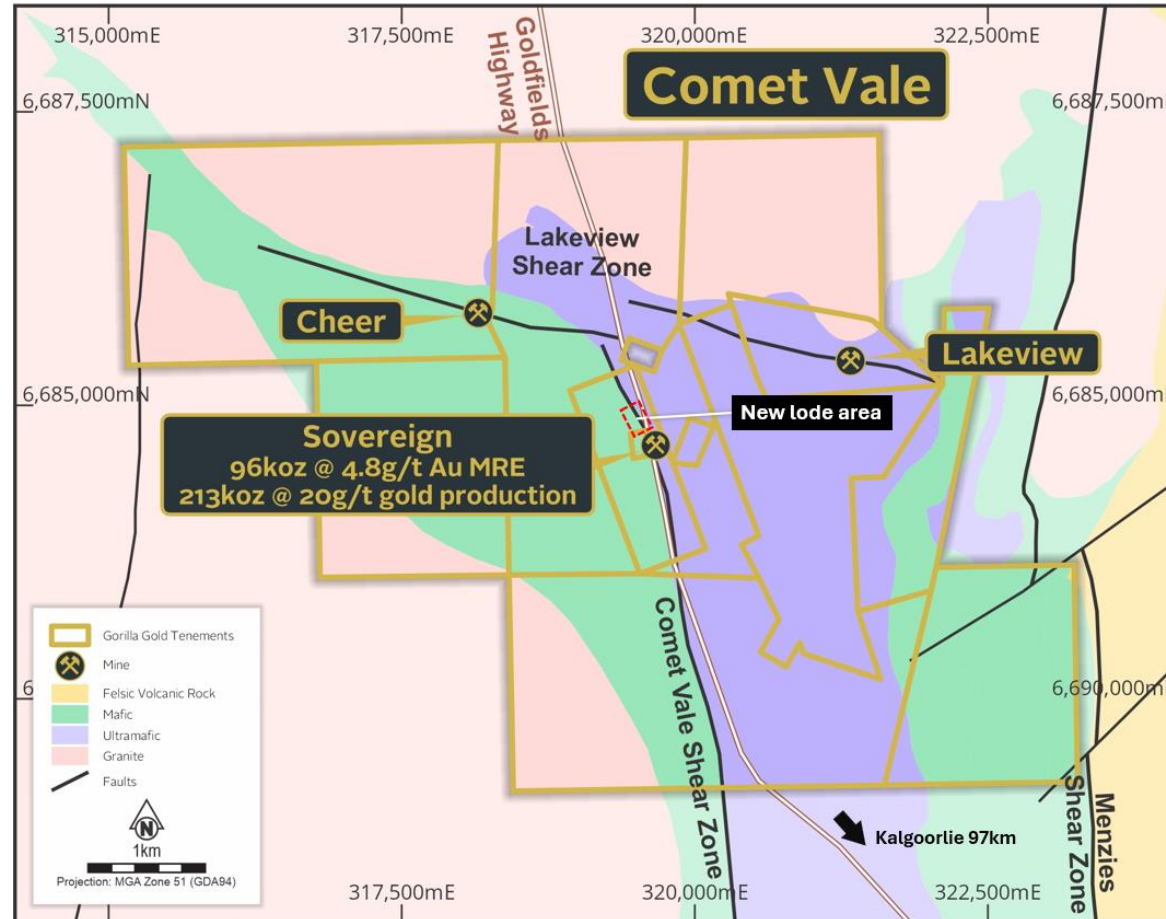 315,000mE
317,500mE
320,000mE
322,500mE
Goldfields
Highway
Comet Vale
6,687,500mN
6,687,500mN
Lakeview
Shear Zone
Cheer
Lakeview
6,685,000mN
6,685,000mN
New lode area
Sovereign
96koz @ 4.8g/t Au MRE
213koz @ 20g/t gold production
Comet Vale Shear Zone
6,690,000mN
Gorilla Gold Tenements
Mine
Felsic Volcanic Rock
Mafic
Ultramafic
Granite
Faults
N
1km
Projection: MGA Zone 51 (GDA94)
Menzies
Shear Zone
Kalgoorlie 97km
317,500mE
320,000mE
322,500mE